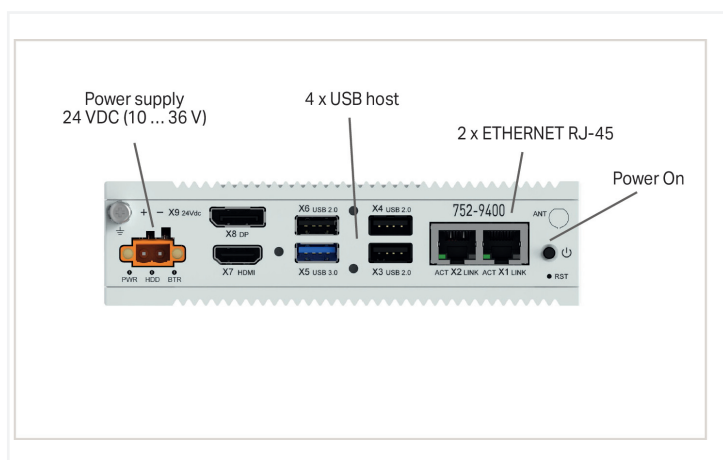 Power supply
24 VDC (10 ... 36 V)
4 x USB host
2 x ETHERNET RJ-45
Power On
+ − X9 24Vdc
X8 DP
X6 USB 2.0
X4 USB 2.0
752-9400
ANT
X7 HDMI
X5 USB 3.0
X3 USB 2.0
ACT X2 LINK
ACT X1 LINK
PWR HDD BTR
RST